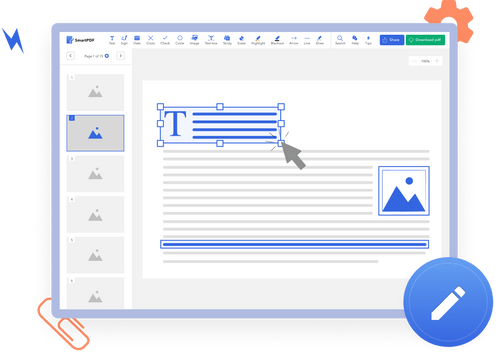 SmartPDF
Text Sign Date Cross Check Circle Image Text box Sticky Erase Highlight Blackout Arrow Line Draw Search Help Tips Share Download pdf
Page 1 of 15
100%
1
2
3
4
5
6
T